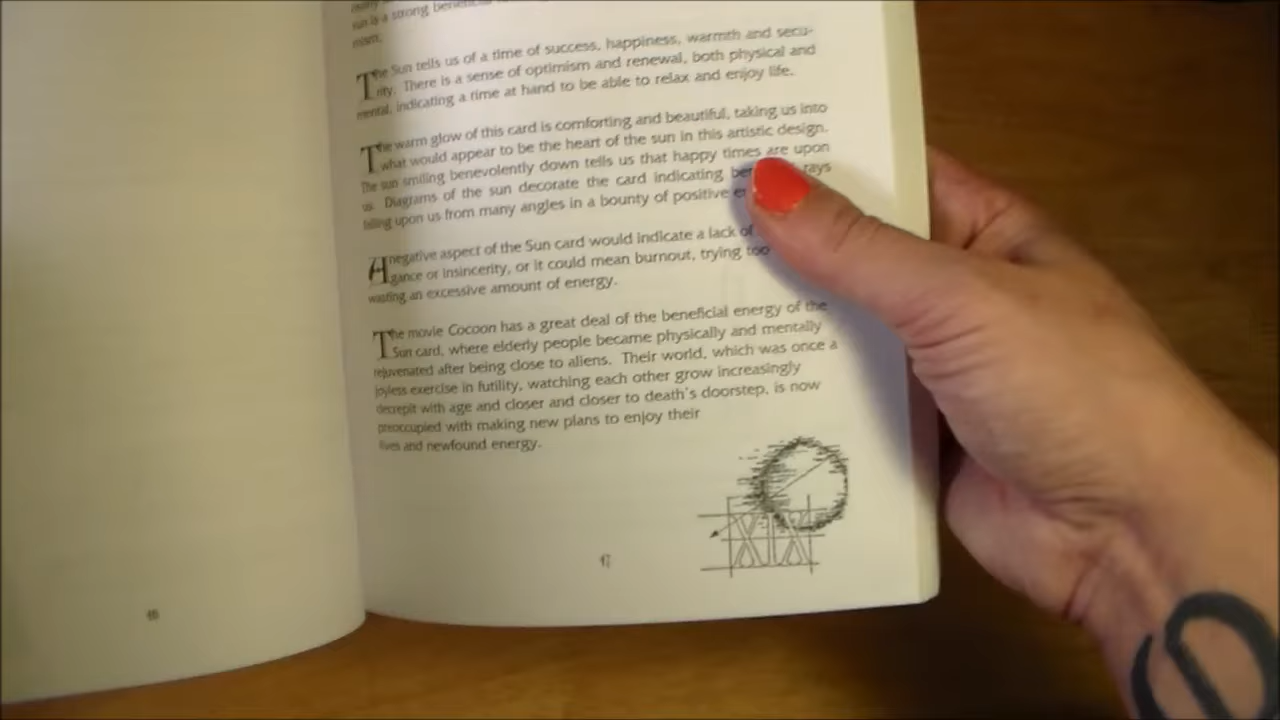 sun is a strong
The Sun tells us of a time of success, happiness, warmth and secu-
rity. There is a sense of optimism and renewal, both physical and
mental, indicating a time at hand to be able to relax and enjoy life.
The warm glow of this card is comforting and beautiful, taking us into
what would appear to be the heart of the sun in this artistic design.
The sun smiling benevolently down tells us that happy times are upon
us. Diagrams of the sun decorate the card indicating rays
falling upon us from many angles in a bounty of positive
A negative aspect of the Sun card would indicate a lack of
gance or insincerity, or it could mean burnout, trying too
wasting an excessive amount of energy.
The movie Cocoon has a great deal of the beneficial energy of the
Sun card, where elderly people became physically and mentally
rejuvenated after being close to aliens. Their world, which was once a
joyless exercise in futility, watching each other grow increasingly
decrepit with age and closer and closer to death's doorstep, is now
preoccupied with making new plans to enjoy their
lives and newfound energy.
XIX
47
46